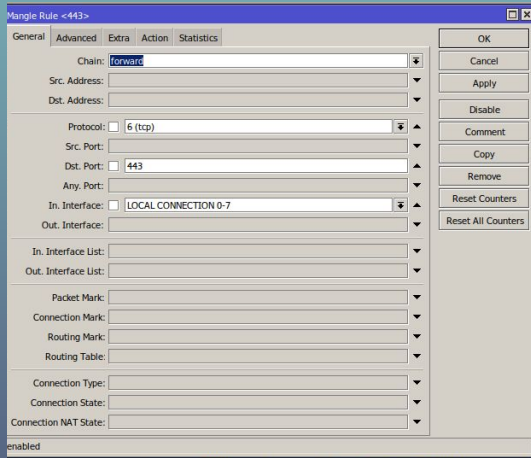 Mangle Rule <443>
General Advanced Extra Action Statistics
Chain: forward
Src. Address:
Dst. Address:
Protocol: 6 (tcp)
Src. Port:
Dst. Port: 443
Any. Port:
In. Interface: LOCAL CONNECTION 0-7
Out. Interface:
In. Interface List:
Out. Interface List:
Packet Mark:
Connection Mark:
Routing Mark:
Routing Table:
Connection Type:
Connection State:
Connection NAT State:
enabled
OK
Cancel
Apply
Disable
Comment
Copy
Remove
Reset Counters
Reset All Counters